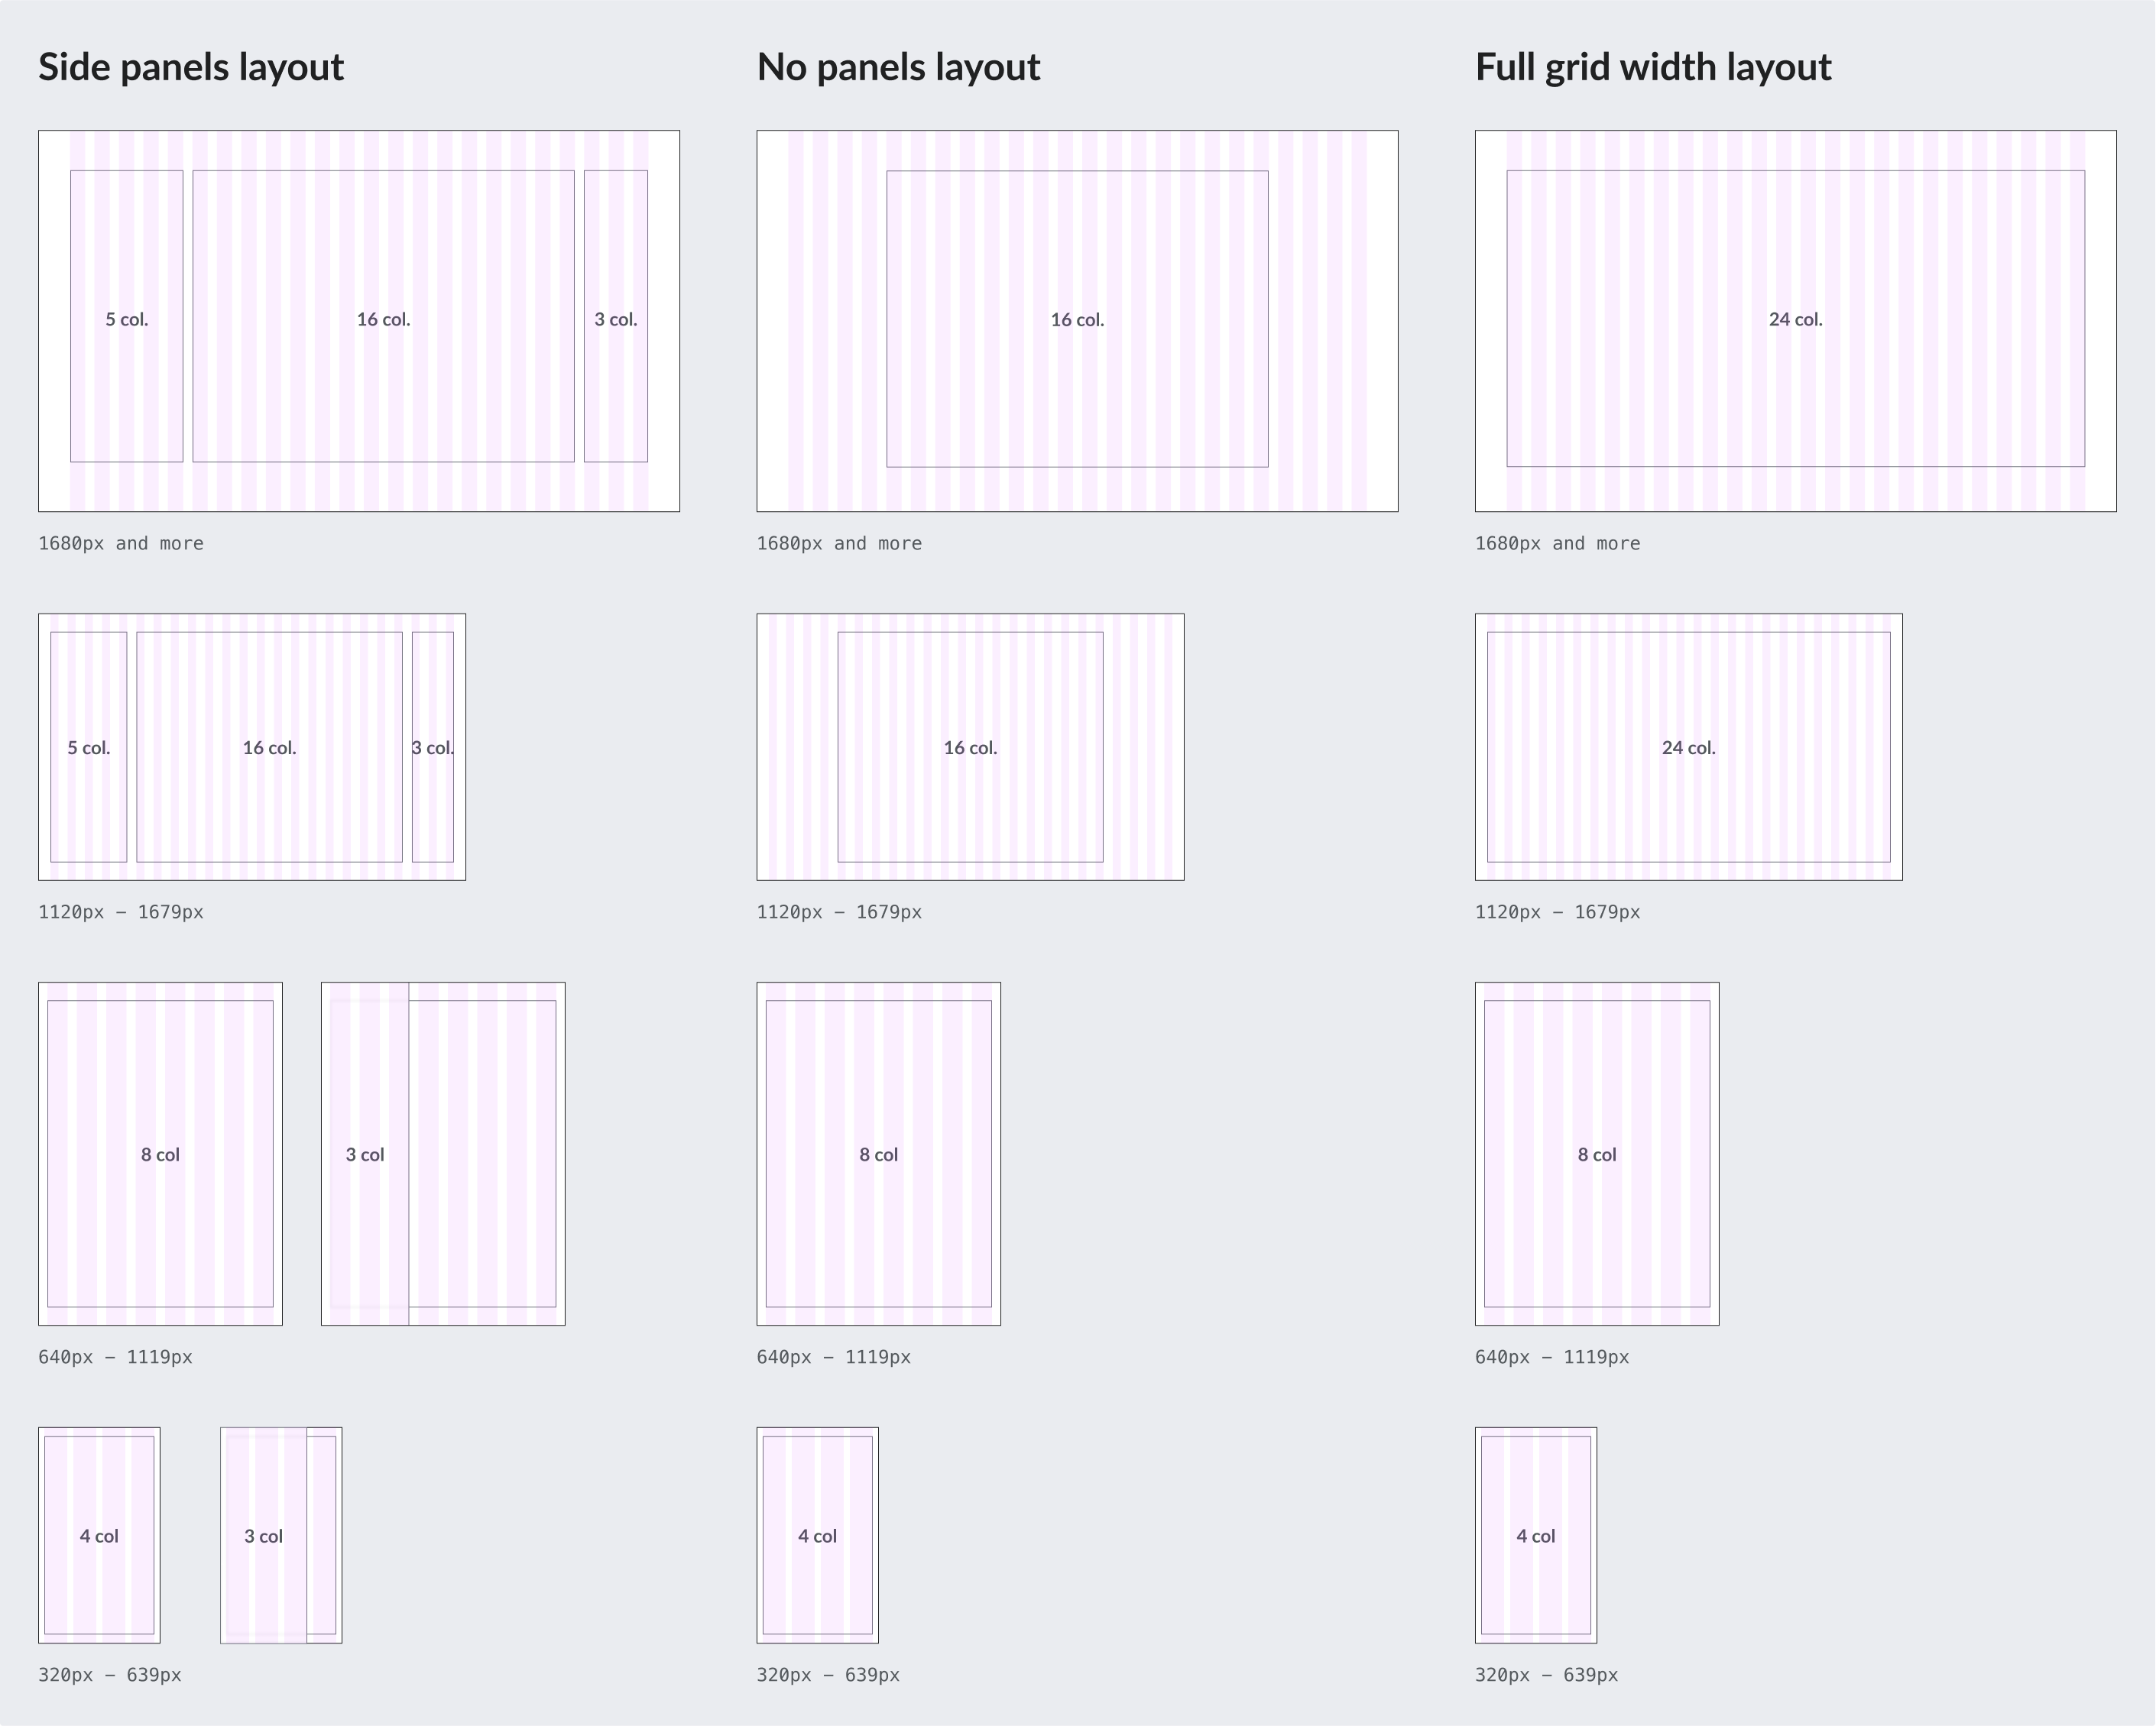 Side panels layout
No panels layout
Full grid width layout
5 col.
16 col.
3 col.
16 col.
24 col.
1680px and more
1680px and more
1680px and more
5 col.
16 col.
3 col.
16 col.
24 col.
1120px – 1679px
1120px – 1679px
1120px – 1679px
8 col
3 col
8 col
8 col
640px – 1119px
640px – 1119px
640px – 1119px
4 col
3 col
4 col
4 col
320px – 639px
320px – 639px
320px – 639px